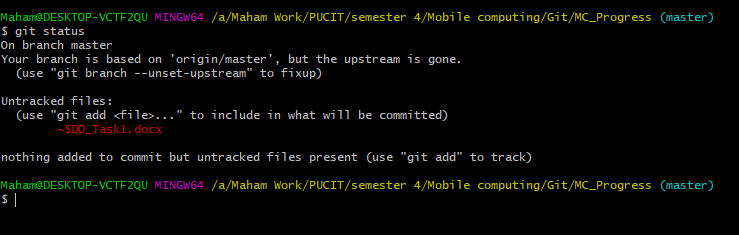 Maham@DESKTOP-VCTF2QU MINGW64 /a/Maham Work/PUCIT/semester 4/Mobile computing/Git/MC_Progress (master)
$ git status
On branch master
Your branch is based on 'origin/master', but the upstream is gone.
  (use "git branch --unset-upstream" to fixup)

Untracked files:
  (use "git add <file>..." to include in what will be committed)
        ~$DO_Task1.docx

nothing added to commit but untracked files present (use "git add" to track)

Maham@DESKTOP-VCTF2QU MINGW64 /a/Maham Work/PUCIT/semester 4/Mobile computing/Git/MC_Progress (master)
$